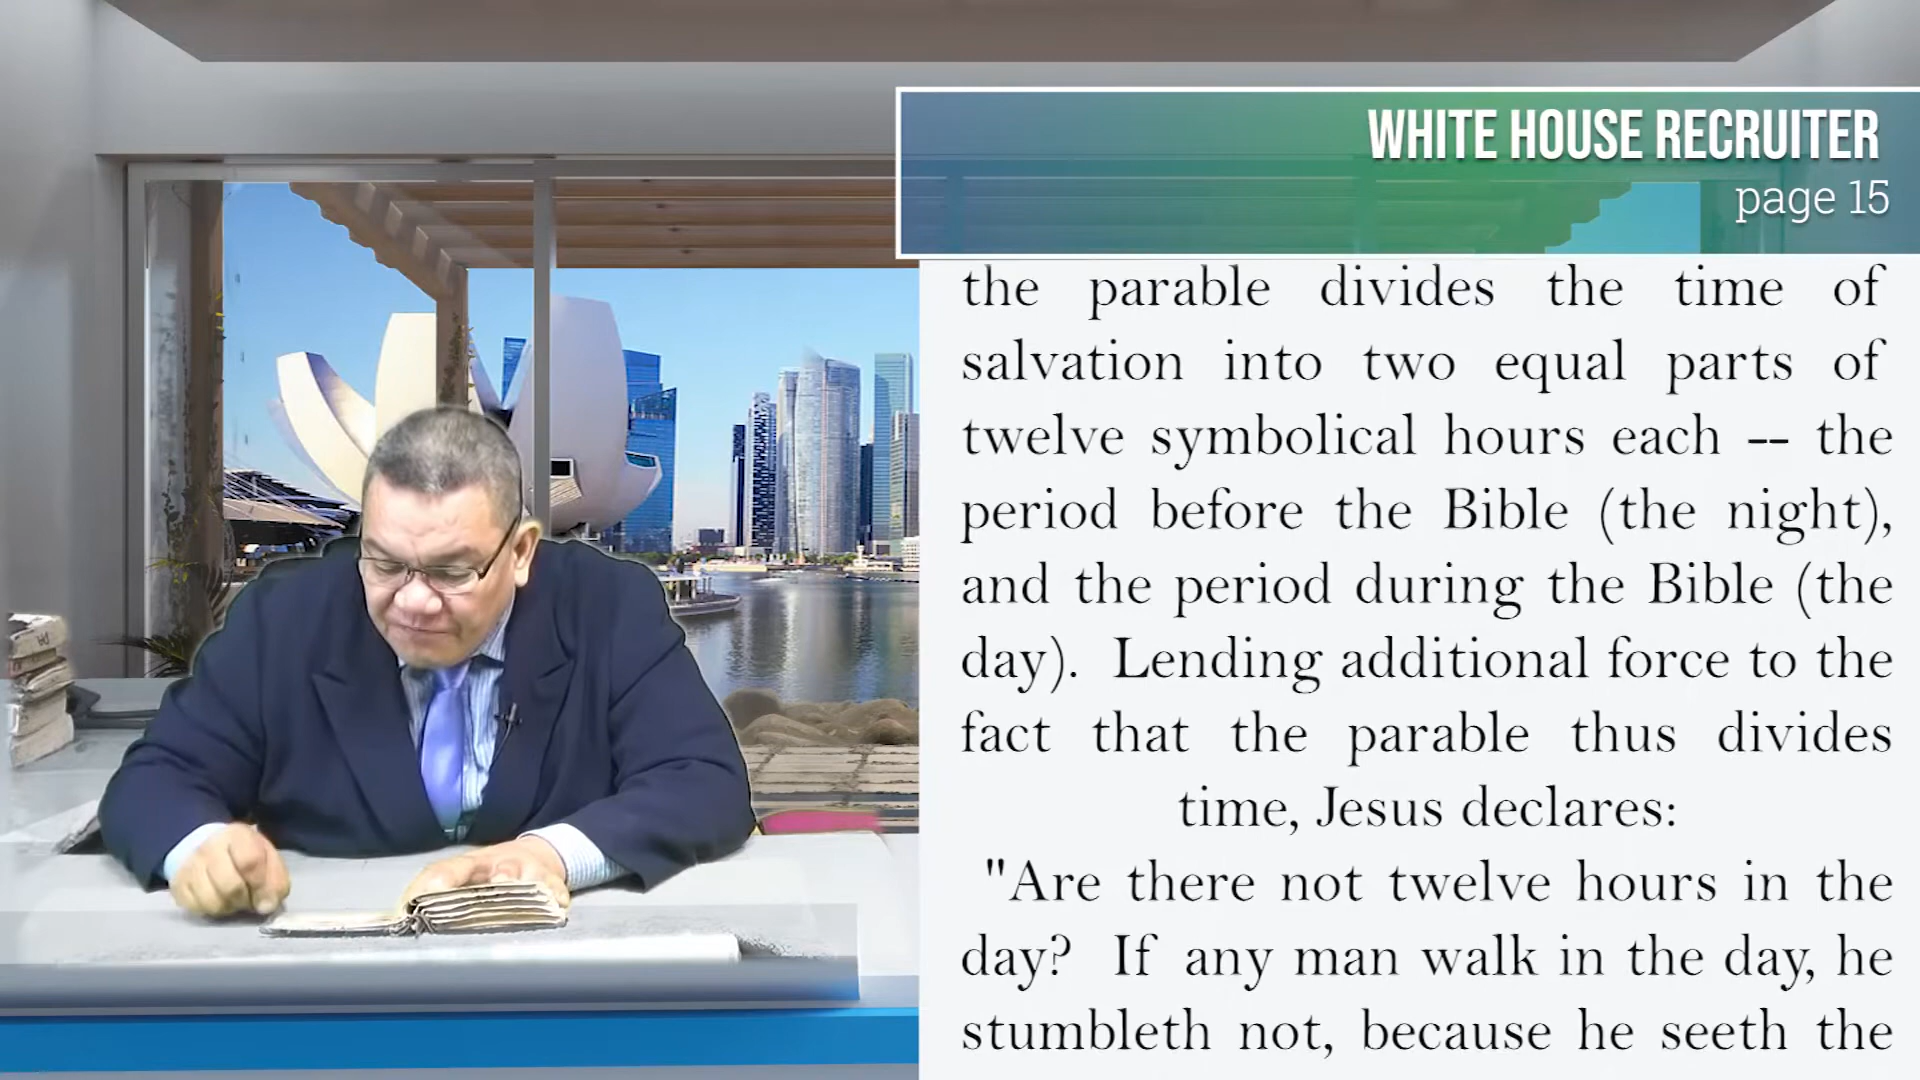 WHITE HOUSE RECRUITER
page 15
the parable divides the time of
salvation into two equal parts of
twelve symbolical hours each -- the
period before the Bible (the night),
and the period during the Bible (the
day). Lending additional force to the
fact that the parable thus divides
time, Jesus declares:
"Are there not twelve hours in the
day? If any man walk in the day, he
stumbleth not, because he seeth the